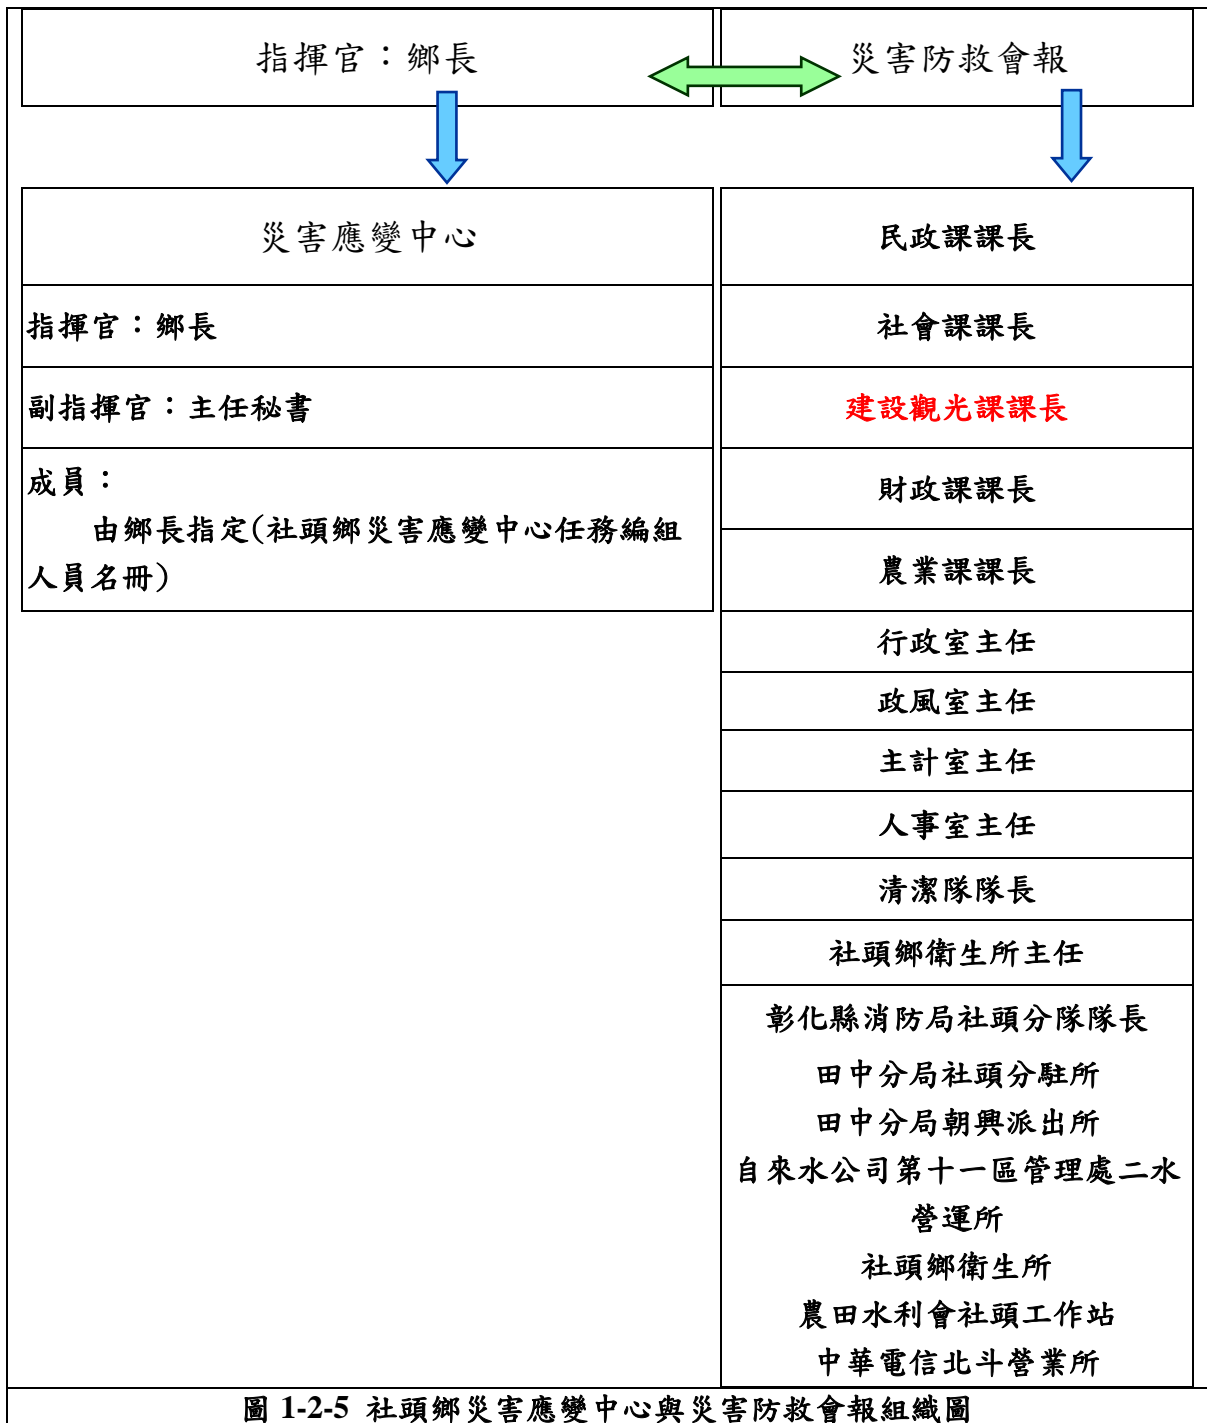 指揮官：鄉長
災害防救會報
災害應變中心
指揮官：鄉長
副指揮官：主任秘書
成員：
由鄉長指定(社頭鄉災害應變中心任務編組
人員名冊)
民政課課長
社會課課長
建設觀光課課長
財政課課長
農業課課長
行政室主任
政風室主任
主計室主任
人事室主任
清潔隊隊長
社頭鄉衛生所主任
彰化縣消防局社頭分隊隊長
田中分局社頭分駐所
田中分局朝興派出所
自來水公司第十一區管理處二水
營運所
社頭鄉衛生所
農田水利會社頭工作站
中華電信北斗營業所
圖 1-2-5 社頭鄉災害應變中心與災害防救會報組織圖